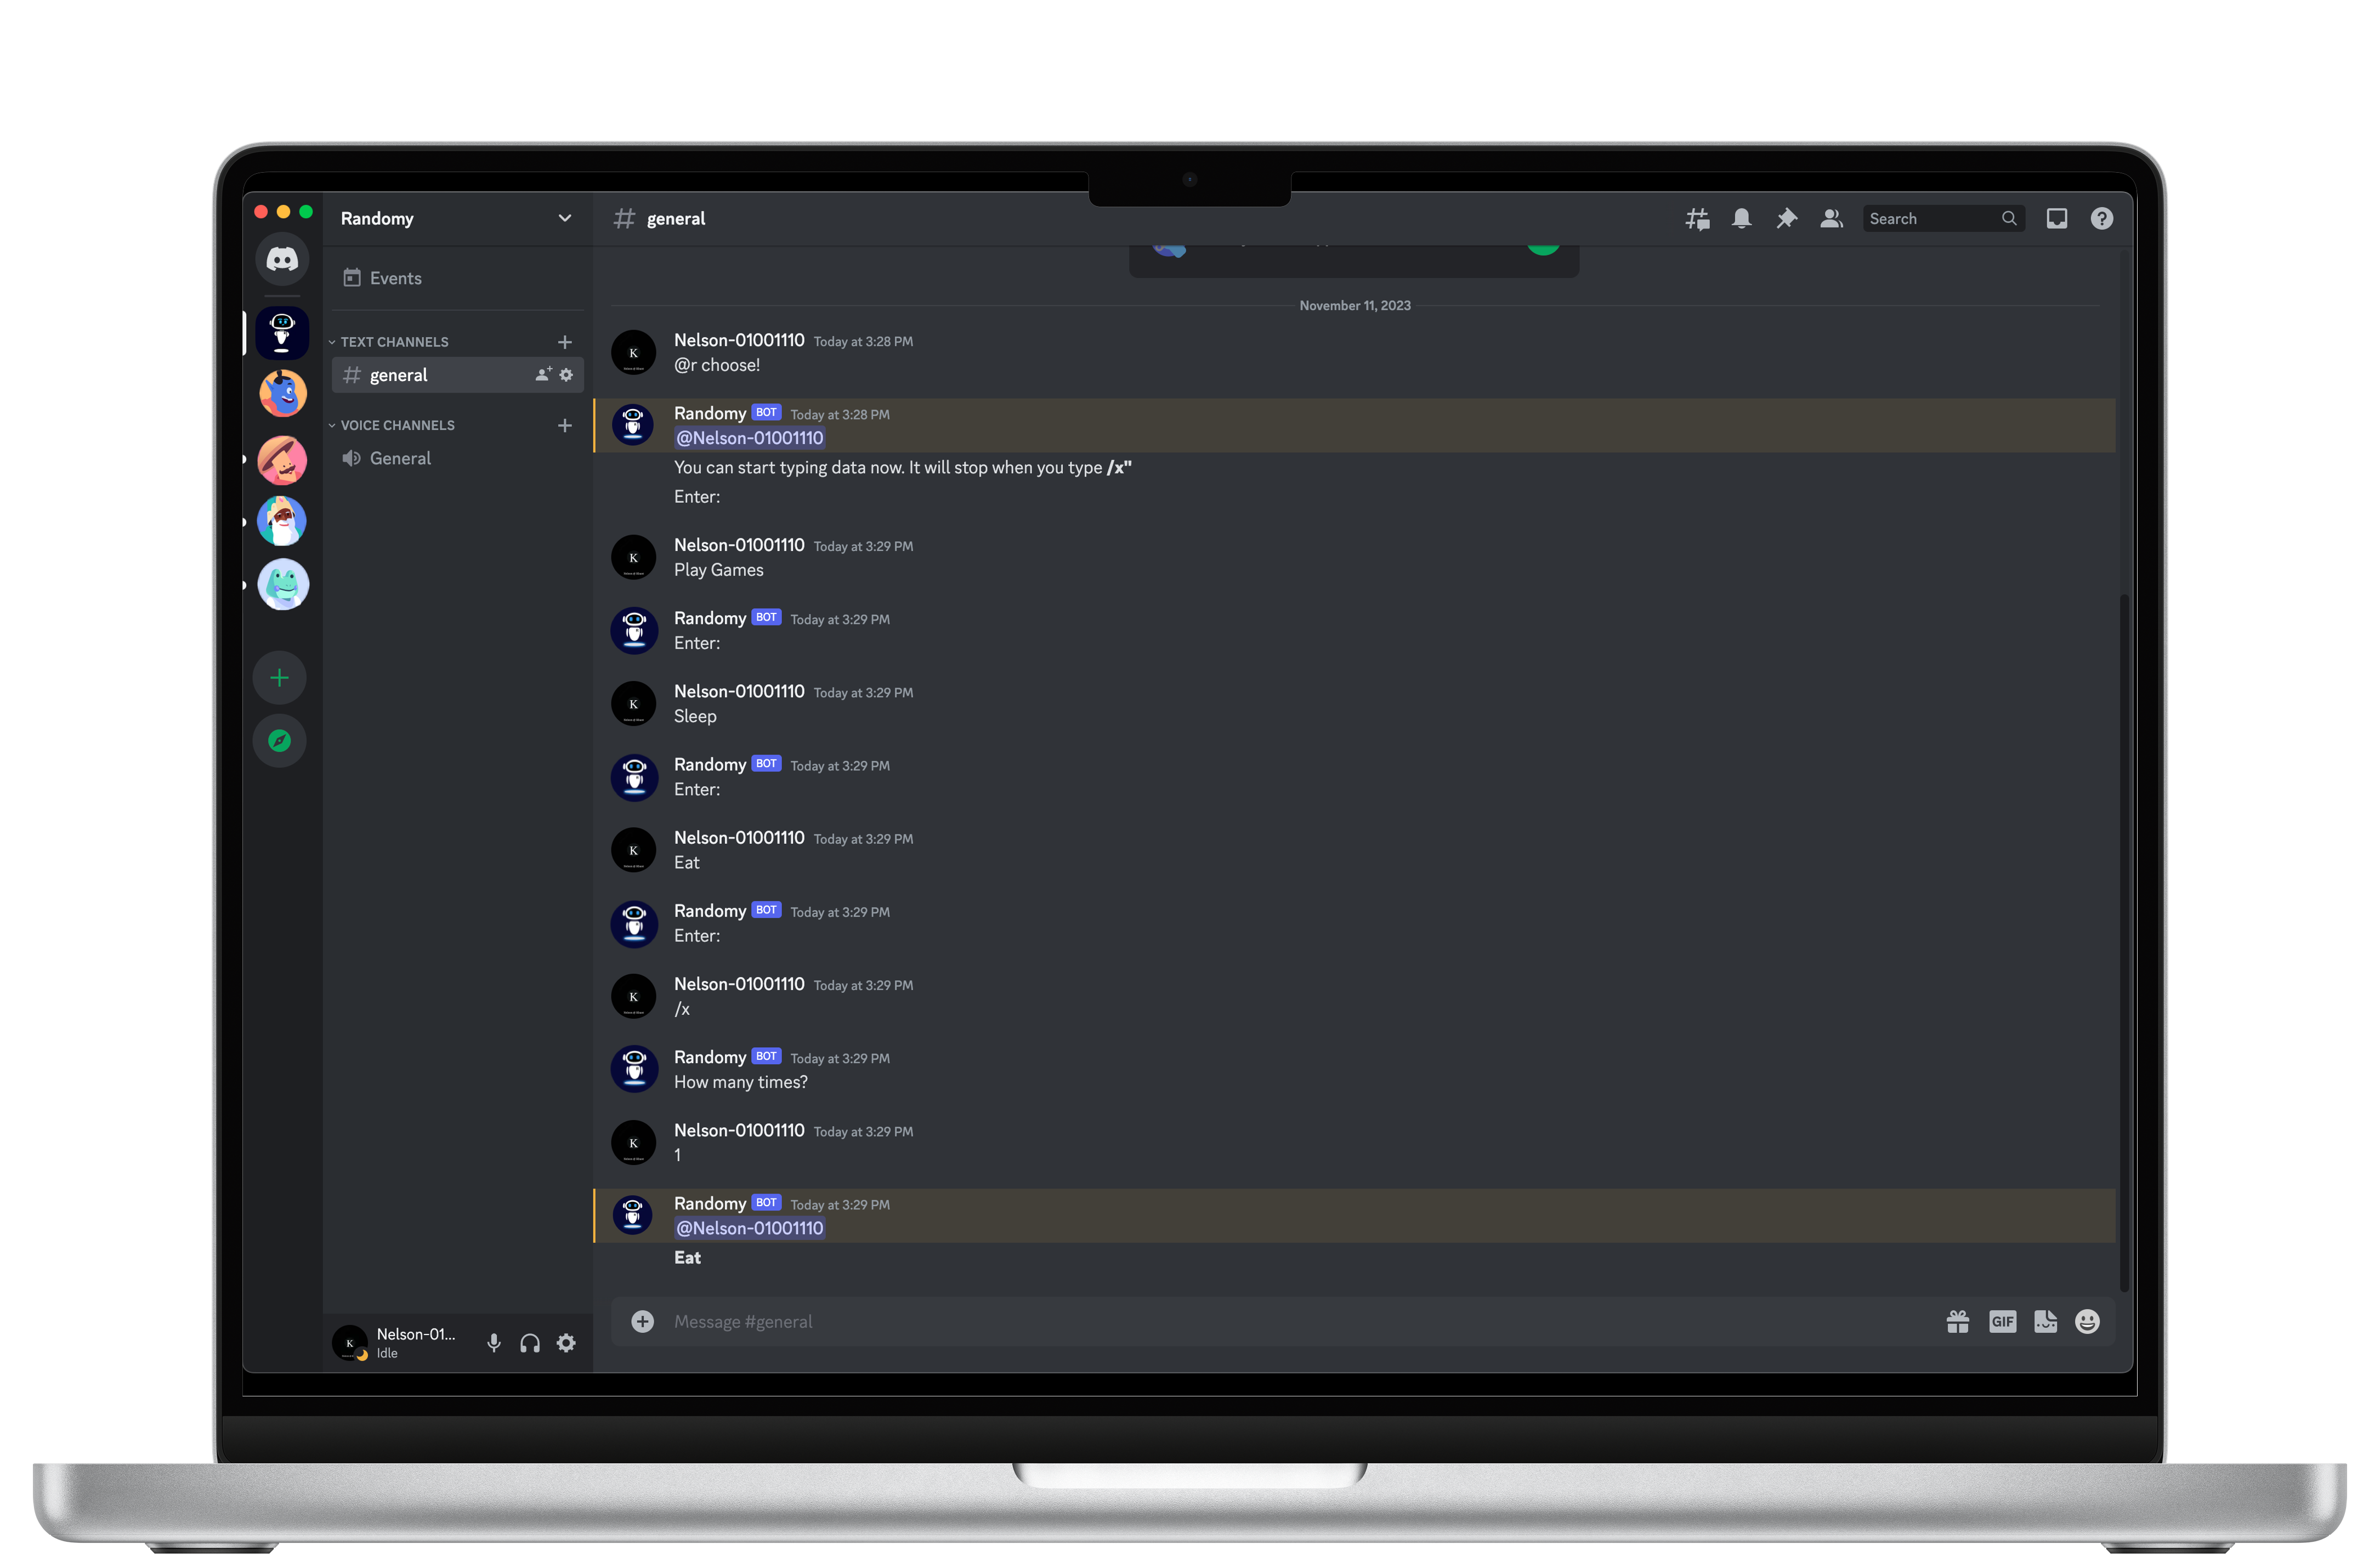 Randomy
general
Search
Events
TEXT CHANNELS
general
VOICE CHANNELS
General
November 11, 2023
Nelson-01001110 Today at 3:28 PM
@r choose!
Randomy BOT Today at 3:28 PM
@Nelson-01001110
You can start typing data now. It will stop when you type /x"
Enter:
Nelson-01001110 Today at 3:29 PM
Play Games
Randomy BOT Today at 3:29 PM
Enter:
Nelson-01001110 Today at 3:29 PM
Sleep
Randomy BOT Today at 3:29 PM
Enter:
Nelson-01001110 Today at 3:29 PM
Eat
Randomy BOT Today at 3:29 PM
Enter:
Nelson-01001110 Today at 3:29 PM
/x
Randomy BOT Today at 3:29 PM
How many times?
Nelson-01001110 Today at 3:29 PM
1
Randomy BOT Today at 3:29 PM
@Nelson-01001110
Eat
Message #general
GIF
Nelson-01...
Idle
K
K
K
K
K
K
K